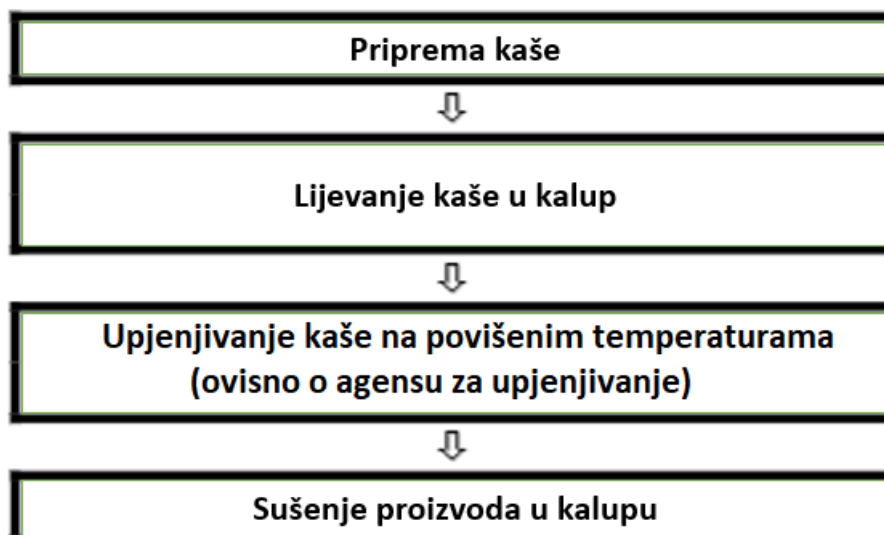 Priprema kaše
Lijevanje kaše u kalup
Upjenjivanje kaše na povišenim temperaturama
(ovisno o agensu za upjenjivanje)
Sušenje proizvoda u kalupu